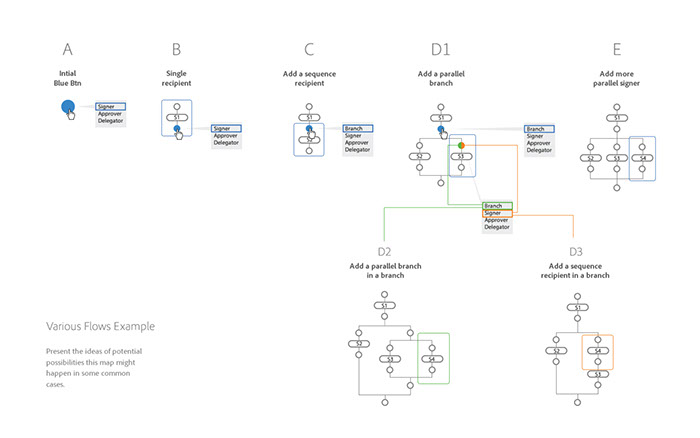 A
B
C
D1
E
Intial
Blue Btn
Single
recipient
Add a sequence
recipient
Add a parallel
branch
Add more
parallel signer
Signer
Approver
Delegator
S1
Signer
Approver
Delegator
S1
S2
Branch
Signer
Approver
Delegator
S1
S2
S3
Branch
Signer
Approver
Delegator
S1
S2
S3
S4
Branch
Signer
Approver
Delegator
D2
Add a parallel branch
in a branch
D3
Add a sequence
recipient in a branch
S1
S2
S3
S4
S1
S2
S4
S3
Various Flows Example
Present the ideas of potential
possibilities this map might
happen in some common
cases.